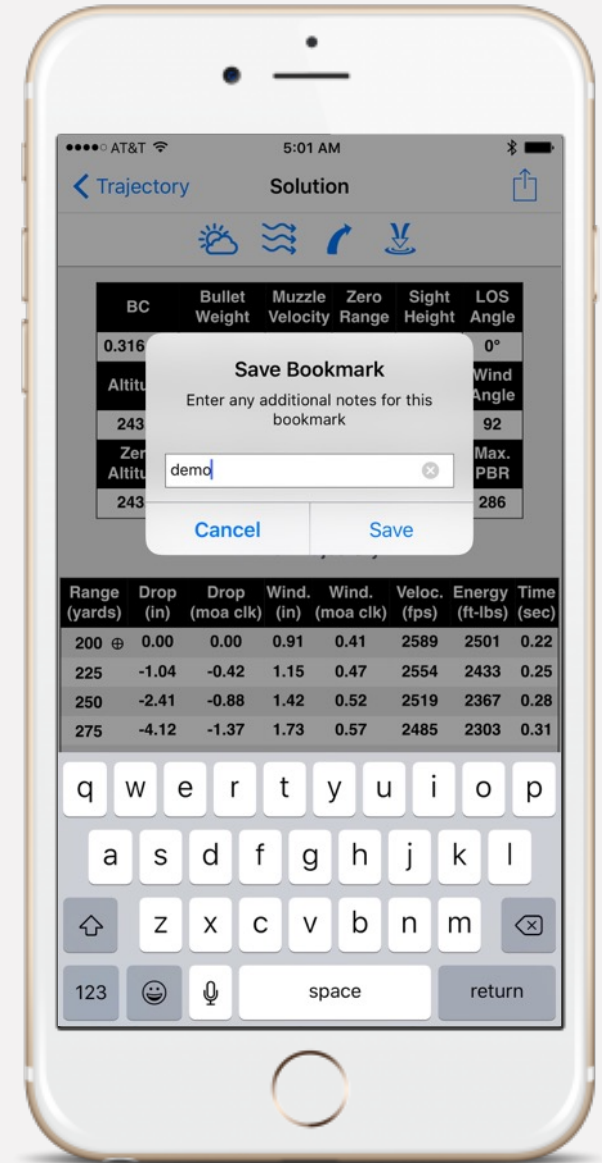 AT&T 5:01 AM
Trajectory Solution
BC Bullet Weight Muzzle Velocity Zero Range Sight Height LOS Angle
0.316 0°
Wind Angle
243 92
Max. PBR
243 286
Save Bookmark
Enter any additional notes for this
bookmark
demo
Cancel Save
Range (yards) Drop (in) Drop (moa clk) Wind. (in) Wind. (moa clk) Veloc. (fps) Energy (ft-lbs) Time (sec)
200 0.00 0.00 0.91 0.41 2589 2501 0.22
225 -1.04 -0.42 1.15 0.47 2554 2433 0.25
250 -2.41 -0.88 1.42 0.52 2519 2367 0.28
275 -4.12 -1.37 1.73 0.57 2485 2303 0.31
q w e r t y u i o p
a s d f g h j k l
z x c v b n m
123 space return